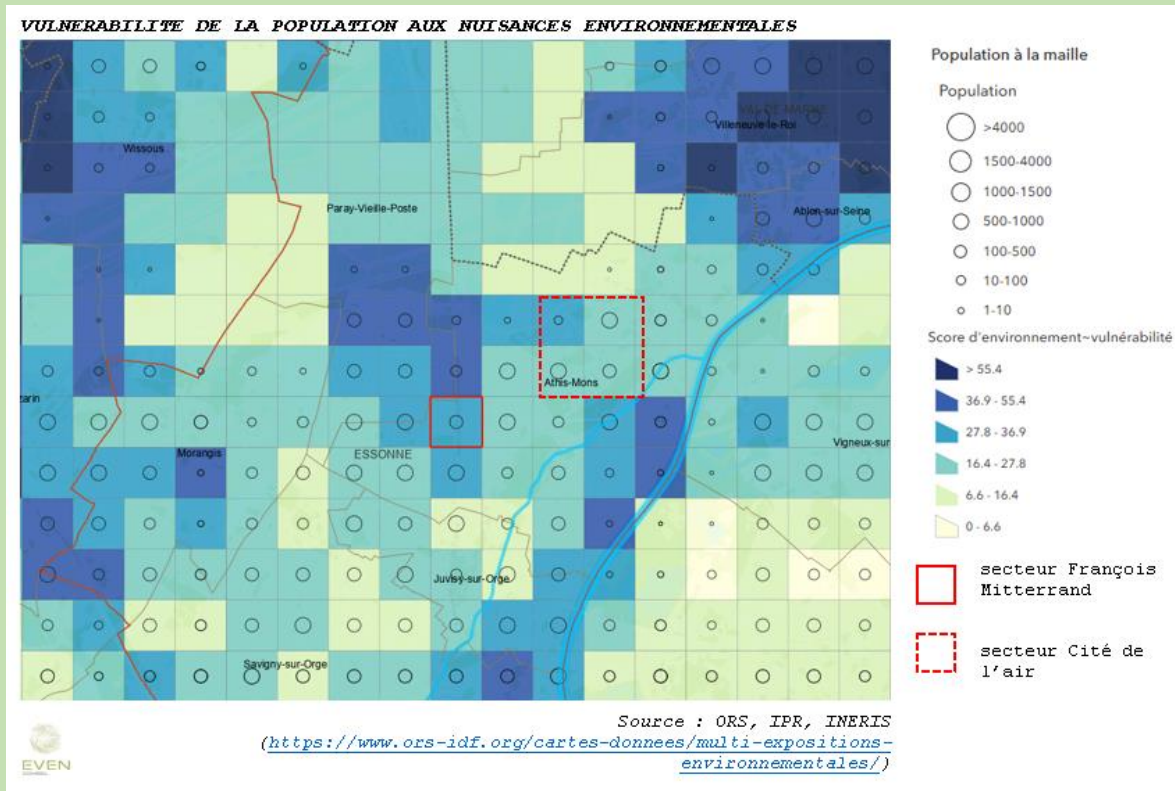 VULNERABILITE DE LA POPULATION AUX NUISANCES ENVIRONNEMENTALES
Population à la maille
Population
>4000
1500-4000
1000-1500
500-1000
100-500
10-100
1-10
Score d'environnement~vulnérabilité
> 55.4
36.9 - 55.4
27.8 - 36.9
16.4 - 27.8
6.6 - 16.4
0 - 6.6
secteur François
Mitterrand
secteur Cité de
l'air
VAL DE MARNE
Villeneuve-le-Roi
Wissous
Paray-Vieille-Poste
Ablon-sur-Seine
Athis-Mons
zarin
Vigneux-sur
Morangis
ESSONNE
Juvisy-sur-Orge
Savigny-sur-Orge
Source : ORS, IPR, INERIS
(https://www.ors-idf.org/cartes-donnees/multi-expositions-
environnementales/)
EVEN